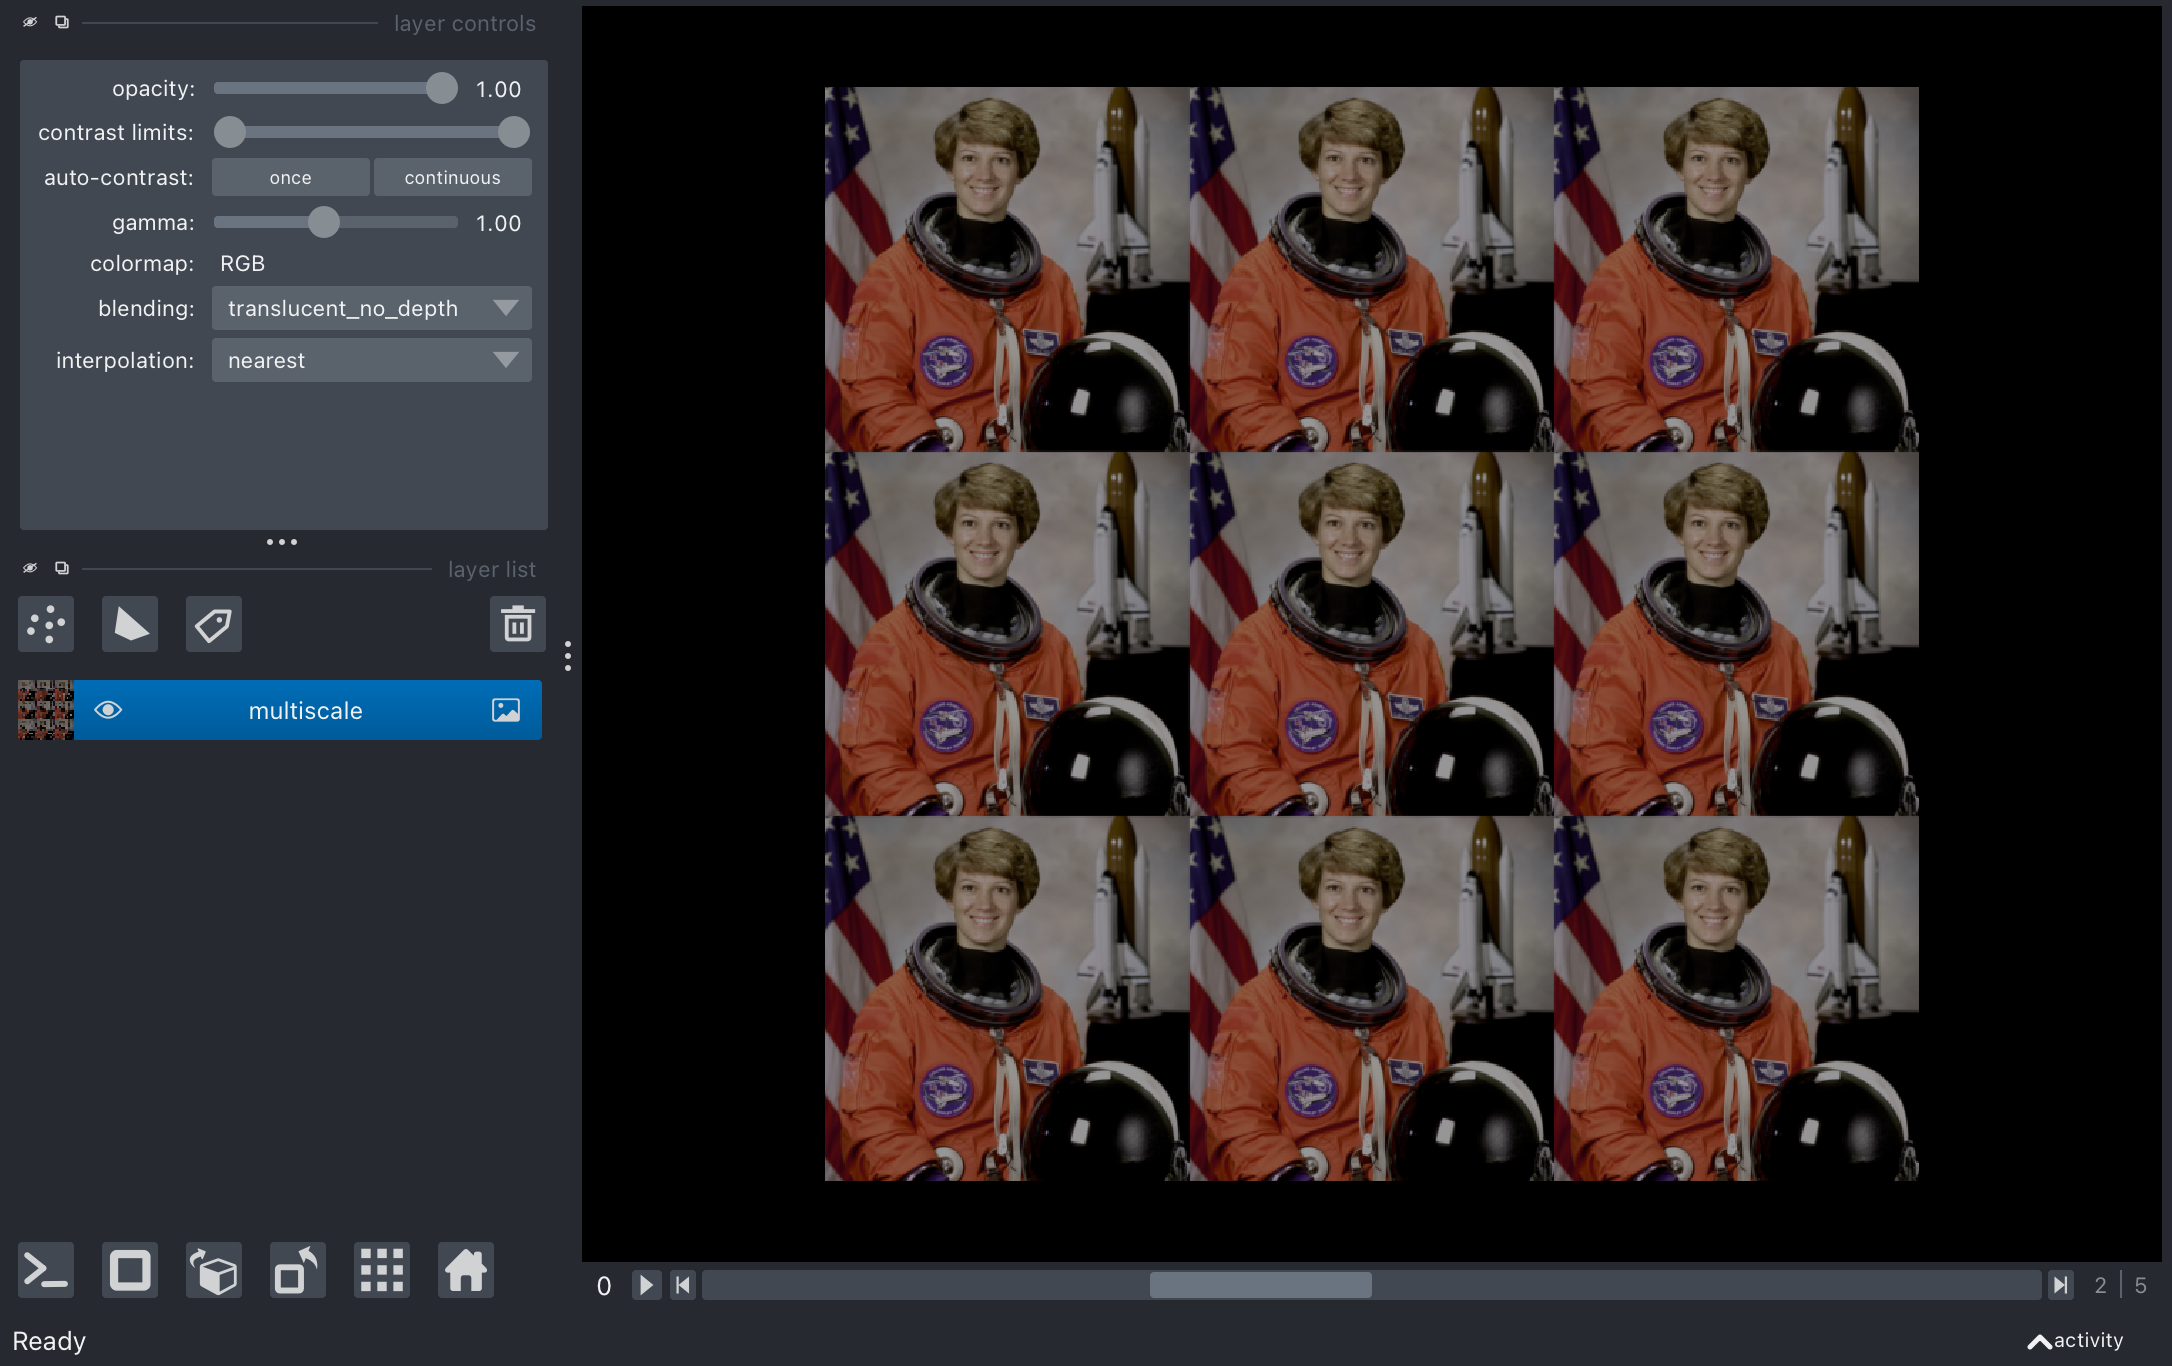 layer controls
opacity: 1.00
contrast limits:
auto-contrast: once continuous
gamma: 1.00
colormap: RGB
blending: translucent_no_depth
interpolation: nearest
layer list
multiscale
0 2 | 5
Ready
activity